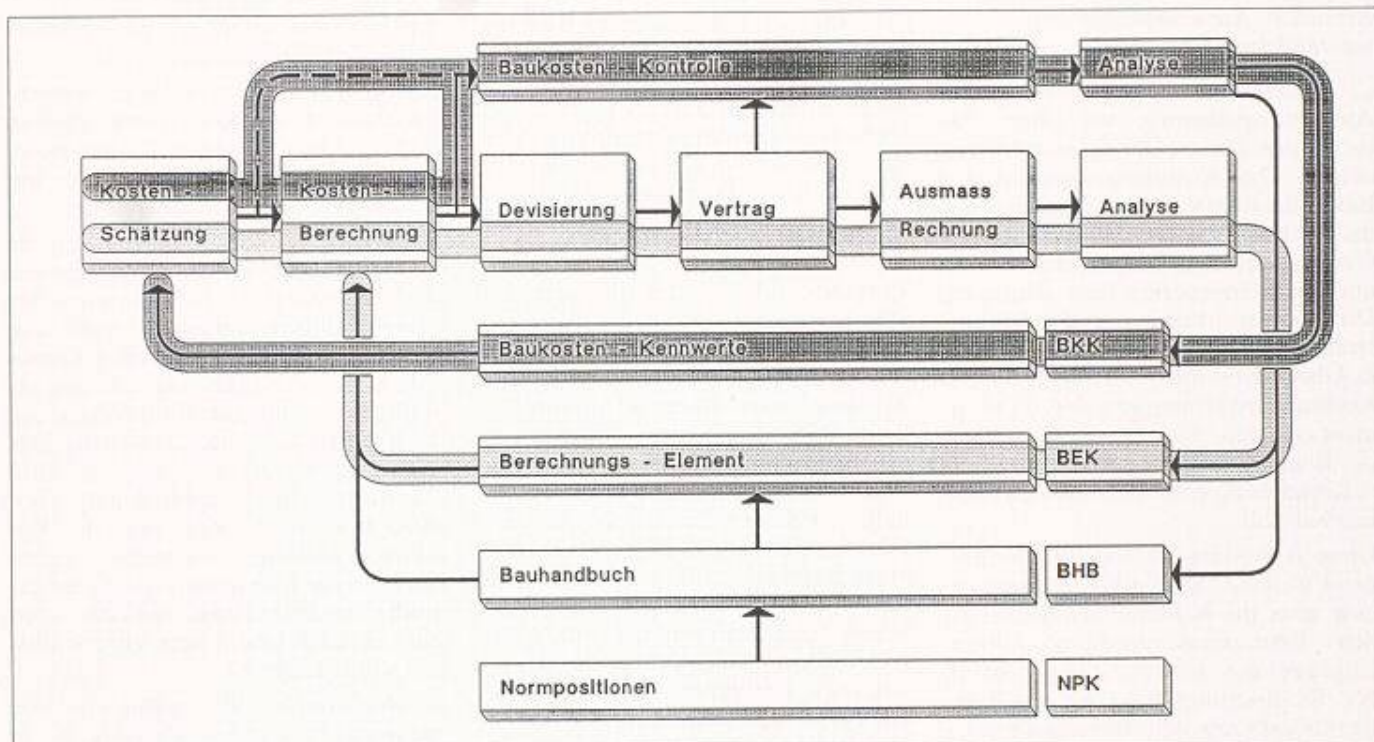 Baukosten - Kontrolle
Analyse
Kosten -
Schätzung
Kosten -
Berechnung
Devisierung
Vertrag
Ausmass
Rechnung
Analyse
Baukosten - Kennwerte
BKK
Berechnungs - Element
BEK
Bauhandbuch
BHB
Normpositionen
NPK